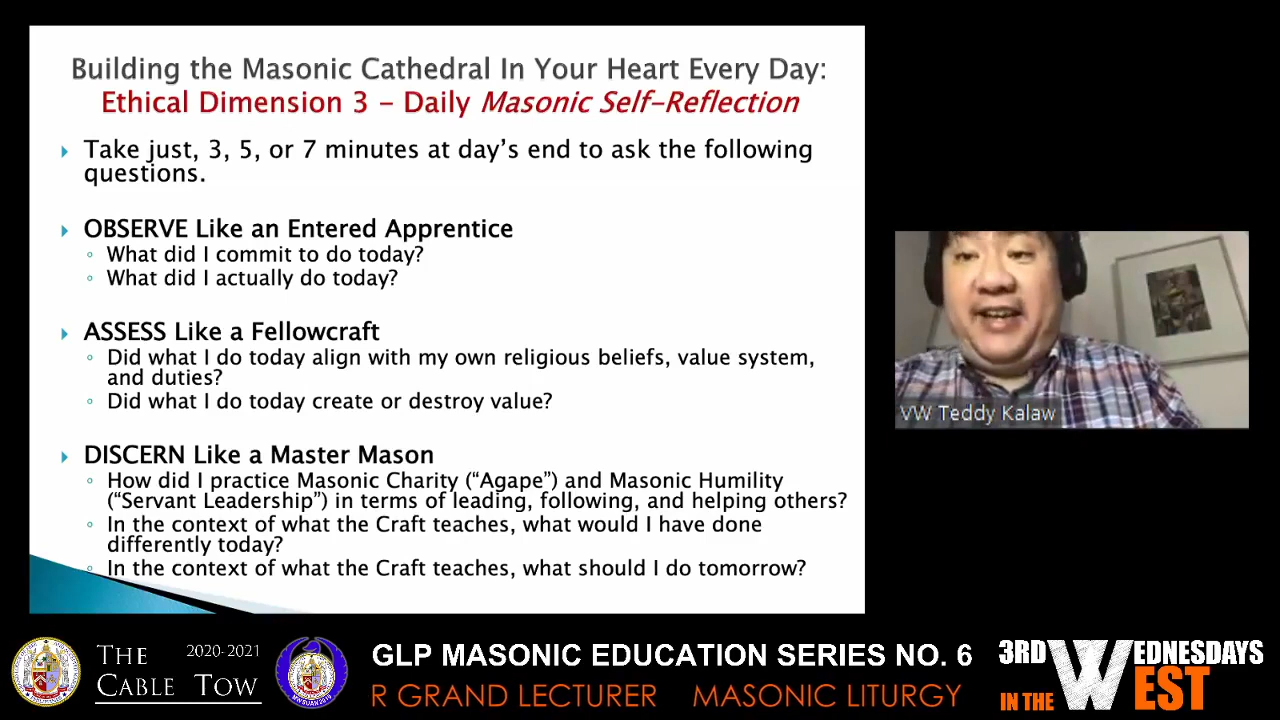 Building the Masonic Cathedral In Your Heart Every Day:
Ethical Dimension 3 – Daily Masonic Self-Reflection
Take just, 3, 5, or 7 minutes at day's end to ask the following
questions.
OBSERVE Like an Entered Apprentice
What did I commit to do today?
What did I actually do today?
ASSESS Like a Fellowcraft
Did what I do today align with my own religious beliefs, value system,
and duties?
Did what I do today create or destroy value?
DISCERN Like a Master Mason
How did I practice Masonic Charity ("Agape") and Masonic Humility
("Servant Leadership") in terms of leading, following, and helping others?
In the context of what the Craft teaches, what would I have done
differently today?
In the context of what the Craft teaches, what should I do tomorrow?
VW Teddy Kalaw
THE 2020-2021
CABLE TOW
GLP MASONIC EDUCATION SERIES NO. 6
R GRAND LECTURER MASONIC LITURGY
3RD WEDNESDAYS
IN THE WEST